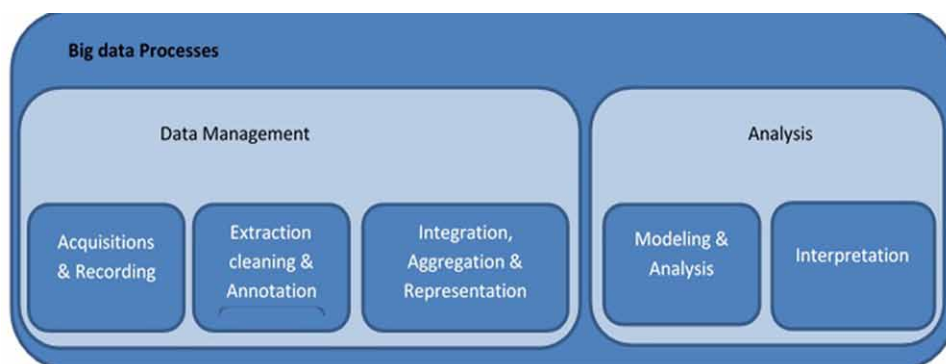 Big data Processes
Data Management
Acquisitions
& Recording
Extraction
cleaning &
Annotation
Integration,
Aggregation &
Representation
Analysis
Modeling &
Analysis
Interpretation